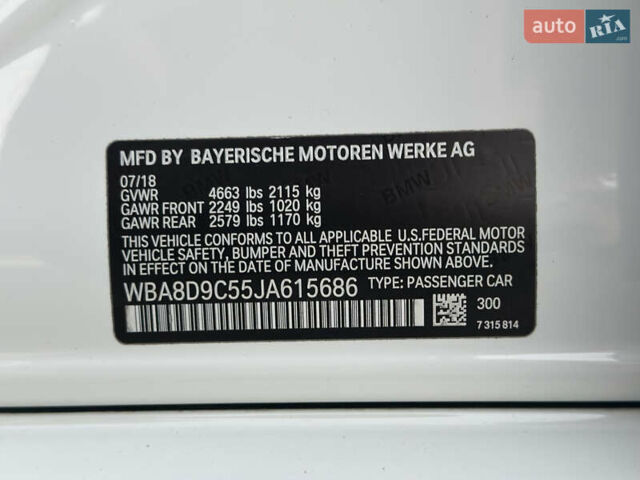 auto RIA .com
MFD BY BAYERISCHE MOTOREN WERKE AG
07/18
GVWR 4663 lbs 2115 kg
GAWR FRONT 2249 lbs 1020 kg
GAWR REAR 2579 lbs 1170 kg
THIS VEHICLE CONFORMS TO ALL APPLICABLE U.S.FEDERAL MOTOR
VEHICLE SAFETY, BUMPER AND THEFT PREVENTION STANDARDS
IN EFFECT ON THE DATE OF MANUFACTURE SHOWN ABOVE.
WBA8D9C55JA615686 TYPE: PASSENGER CAR
300
7 315 814
BMW
BMW